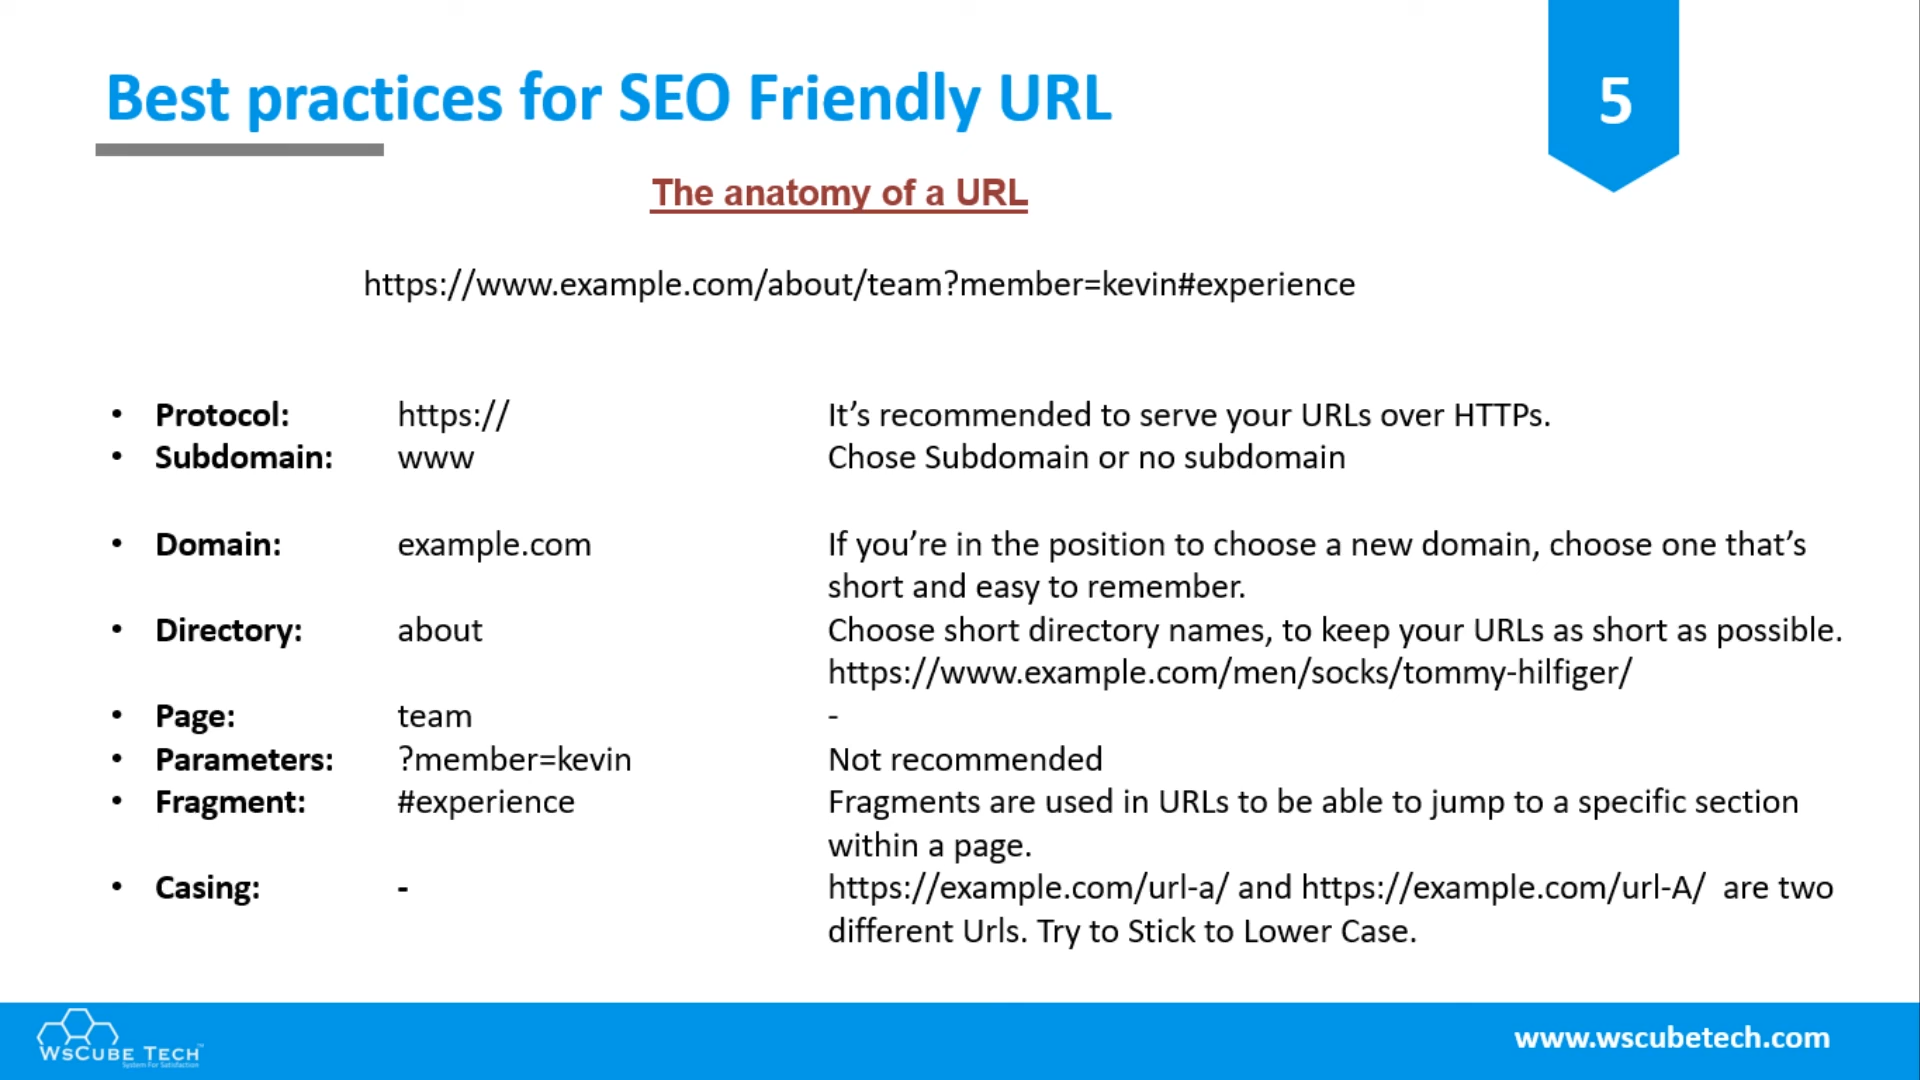 Best practices for SEO Friendly URL
5
The anatomy of a URL
https://www.example.com/about/team?member=kevin#experience
• Protocol: https:// It’s recommended to serve your URLs over HTTPs.
• Subdomain: www Chose Subdomain or no subdomain
• Domain: example.com If you’re in the position to choose a new domain, choose one that’s
short and easy to remember.
• Directory: about Choose short directory names, to keep your URLs as short as possible.
https://www.example.com/men/socks/tommy-hilfiger/
• Page: team -
• Parameters: ?member=kevin Not recommended
• Fragment: #experience Fragments are used in URLs to be able to jump to a specific section
within a page.
• Casing: - https://example.com/url-a/ and https://example.com/url-A/ are two
different Urls. Try to Stick to Lower Case.
WsCube Tech
System For Satisfaction
www.wscubetech.com